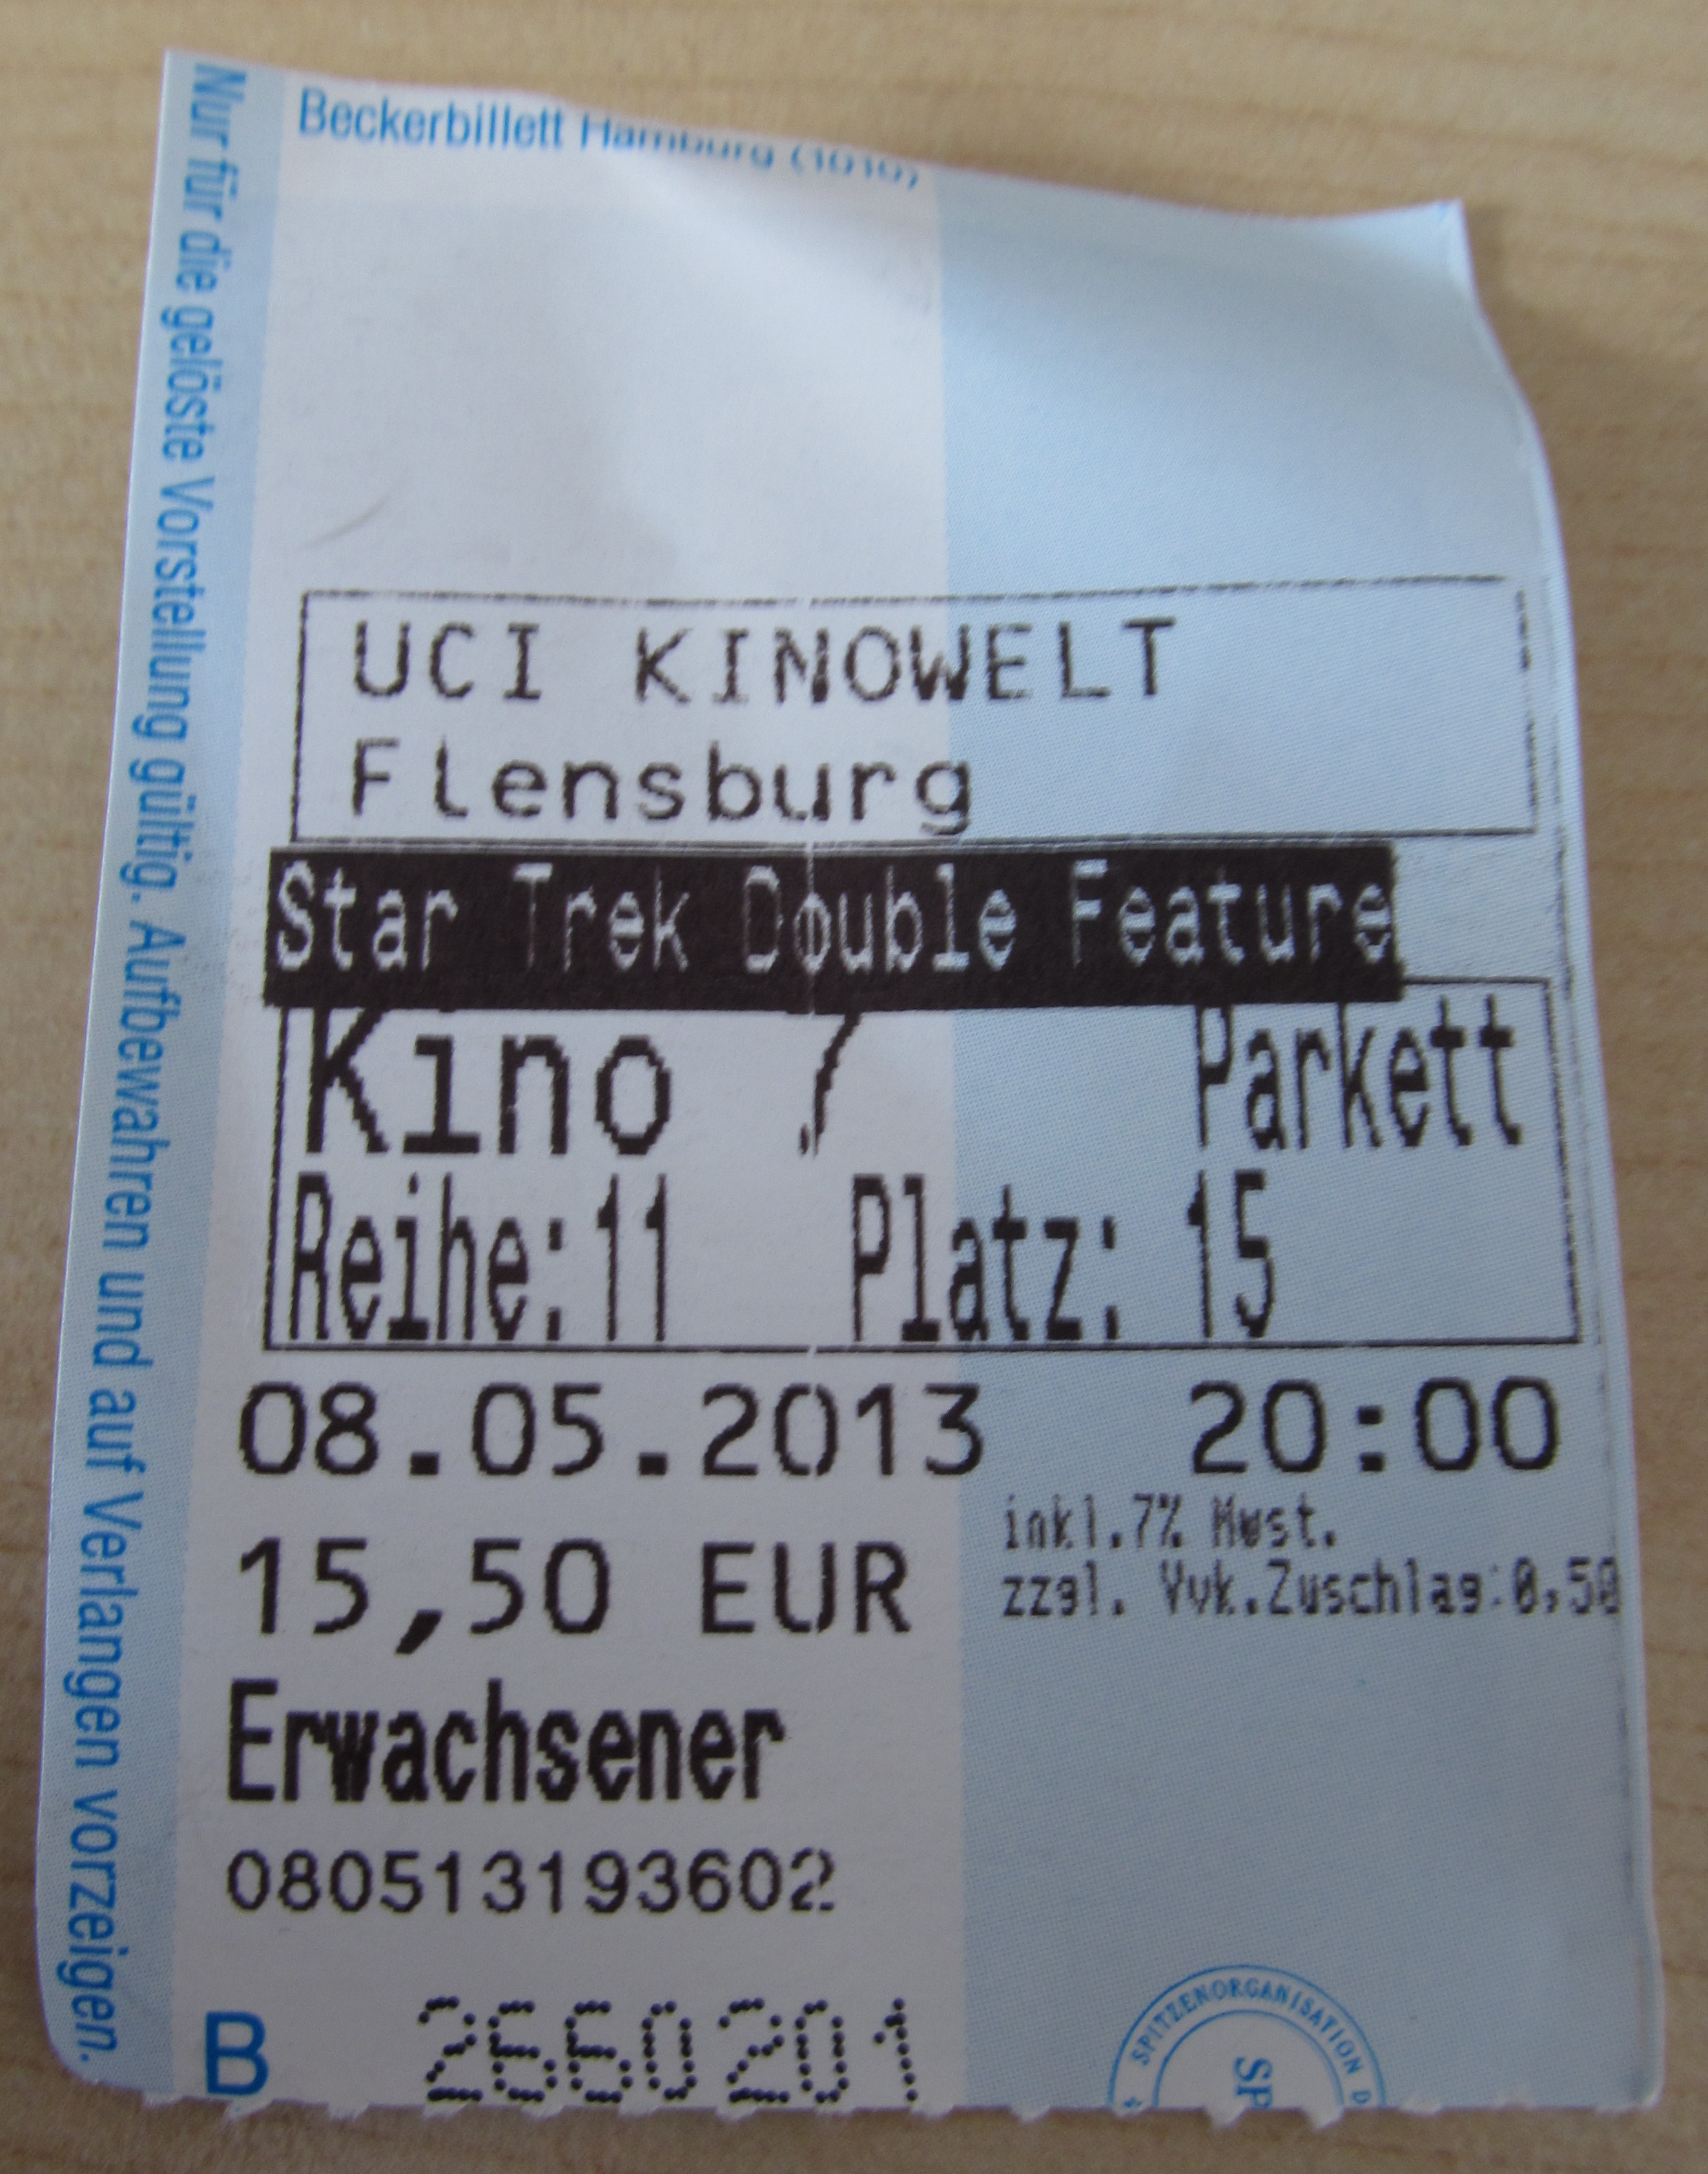 Beckerbillett Hamburg (1010)
Nur für die gelöste Vorstellung gültig. Aufbewahren und auf Verlangen vorzeigen.
UCI KINOWELT
Flensburg
Star Trek Double Feature
Kino 7 Parkett
Reihe:11 Platz: 15
08.05.2013 20:00
inkl.7% Mwst.
15,50 EUR
zzgl. Vvk.Zuschlag:0,50
Erwachsener
080513193602
B 2660201
SPITZENORGANISATION D
SP